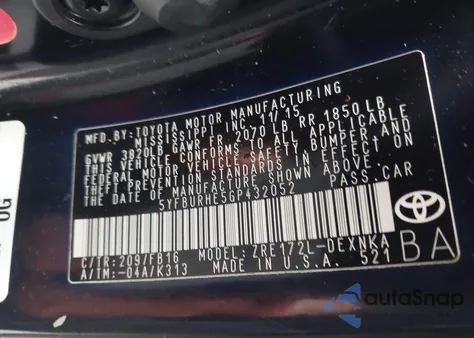 MFD. BY: TOYOTA MOTOR MANUFACTURING
MISSISSIPPI, INC. 11/15
GVWR 3820LB GAWR FR 2070 LB RR 1850LB
THIS VEHICLE CONFORMS TO ALL APPLICABLE
FEDERAL MOTOR VEHICLE SAFETY, BUMPER, AND
THEFT PREVENTION STANDARDS IN EFFECT ON
THE DATE OF MANUFACTURE SHOWN ABOVE.
5YFBURHE5GP432052 PASS.CAR
C/TR: 209/FB16 MODEL: ZRE172L-DEXNKA
A/TM: -04A/K313 MADE IN U.S.A. 521
BA
TOYOTA
OG
autoSnap